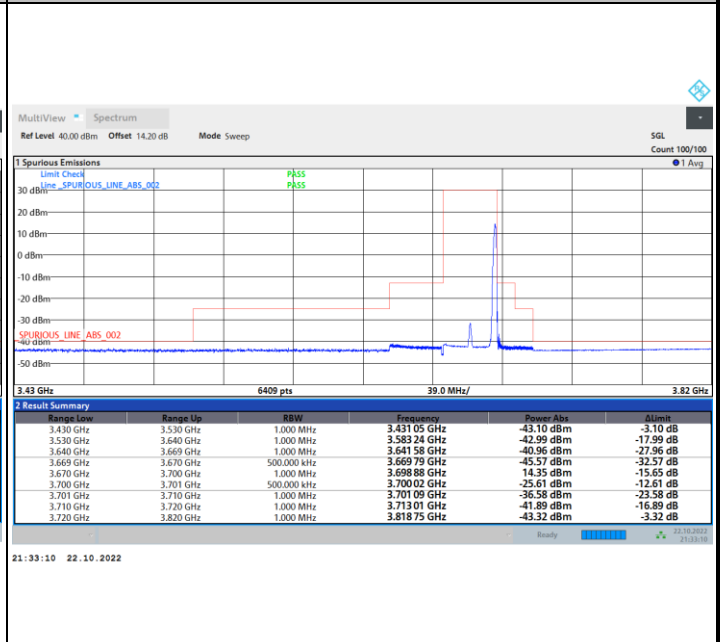 MultiView Spectrum
Ref Level 40.00 dBm Offset 14.20 dB Mode Sweep SGL
Count 100/100
1 Spurious Emissions 1 Avg
Limit Check PASS
Line _SPURIOUS_LINE_ABS_002 PASS
30 dBm
20 dBm
10 dBm
0 dBm
-10 dBm
-20 dBm
-30 dBm
_SPURIOUS_LINE_ABS_002
-40 dBm
-50 dBm
3.43 GHz 6409 pts 39.0 MHz/ 3.82 GHz
2 Result Summary
Range Low Range Up RBW Frequency Power Abs ΔLimit
3.430 GHz 3.530 GHz 1.000 MHz 3.431 05 GHz -43.10 dBm -3.10 dB
3.530 GHz 3.640 GHz 1.000 MHz 3.583 24 GHz -42.99 dBm -17.99 dB
3.640 GHz 3.669 GHz 1.000 MHz 3.641 58 GHz -40.96 dBm -27.96 dB
3.669 GHz 3.670 GHz 500.000 kHz 3.669 79 GHz -45.57 dBm -32.57 dB
3.670 GHz 3.700 GHz 1.000 MHz 3.698 88 GHz 14.35 dBm -15.65 dB
3.700 GHz 3.701 GHz 500.000 kHz 3.700 02 GHz -25.61 dBm -12.61 dB
3.701 GHz 3.710 GHz 1.000 MHz 3.701 09 GHz -36.58 dBm -23.58 dB
3.710 GHz 3.720 GHz 1.000 MHz 3.713 01 GHz -41.89 dBm -16.89 dB
3.720 GHz 3.820 GHz 1.000 MHz 3.818 75 GHz -43.32 dBm -3.32 dB
Ready 22.10.2022
21:33:10
21:33:10 22.10.2022